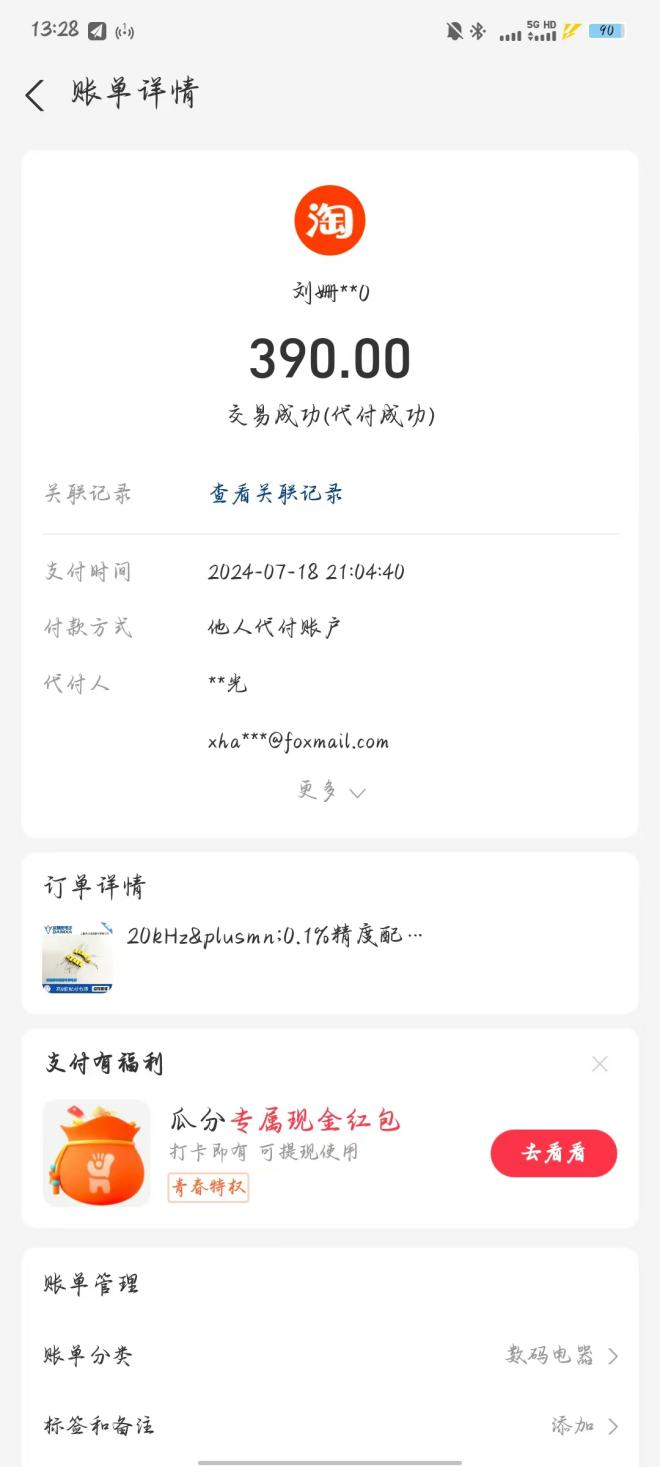 13:28
5G HD
90
账单详情
淘
刘姗**0
390.00
交易成功(代付成功)
关联记录 查看关联记录
支付时间 2024-07-18 21:04:40
付款方式 他人代付账户
代付人 **光
xha***@foxmail.com
更多
订单详情
20kHz&plusmn;0.1%精度配…
支付有福利
瓜分专属现金红包
打卡即有 可提现使用
去看看
青春特权
账单管理
账单分类 数码电器
标签和备注 添加